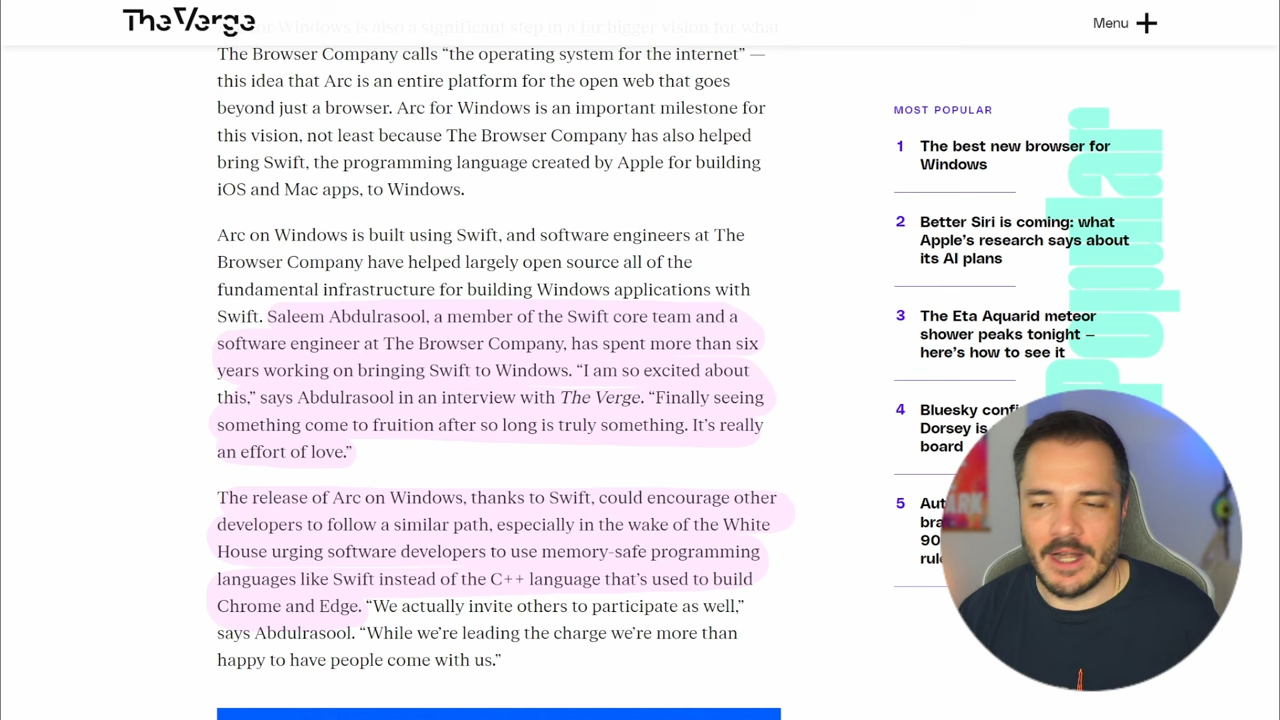 The Verge
Menu
for Windows is also a significant step in a far bigger vision for what
The Browser Company calls “the operating system for the internet” —
this idea that Arc is an entire platform for the open web that goes
beyond just a browser. Arc for Windows is an important milestone for
this vision, not least because The Browser Company has also helped
bring Swift, the programming language created by Apple for building
iOS and Mac apps, to Windows.
Arc on Windows is built using Swift, and software engineers at The
Browser Company have helped largely open source all of the
fundamental infrastructure for building Windows applications with
Swift. Saleem Abdulrasool, a member of the Swift core team and a
software engineer at The Browser Company, has spent more than six
years working on bringing Swift to Windows. “I am so excited about
this,” says Abdulrasool in an interview with The Verge. “Finally seeing
something come to fruition after so long is truly something. It’s really
an effort of love.”
The release of Arc on Windows, thanks to Swift, could encourage other
developers to follow a similar path, especially in the wake of the White
House urging software developers to use memory-safe programming
languages like Swift instead of the C++ language that’s used to build
Chrome and Edge. “We actually invite others to participate as well,”
says Abdulrasool. “While we’re leading the charge we’re more than
happy to have people come with us.”
MOST POPULAR
Popular
1 The best new browser for
Windows
2 Better Siri is coming: what
Apple’s research says about
its AI plans
3 The Eta Aquarid meteor
shower peaks tonight —
here’s how to see it
4 Bluesky
Dorsey is
board
5
90